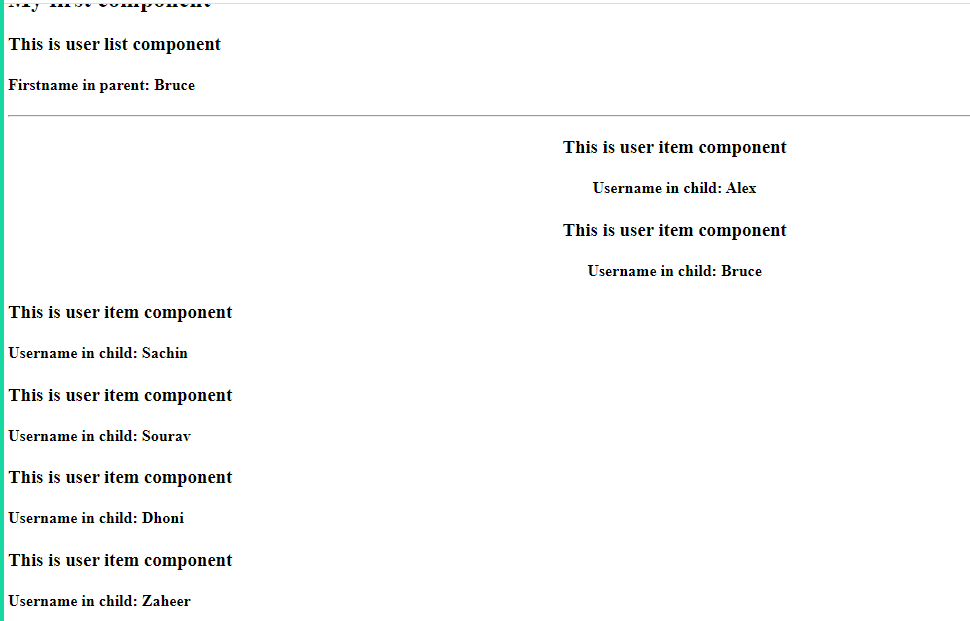 My first component
This is user list component
Firstname in parent: Bruce
This is user item component
Username in child: Alex
This is user item component
Username in child: Bruce
This is user item component
Username in child: Sachin
This is user item component
Username in child: Sourav
This is user item component
Username in child: Dhoni
This is user item component
Username in child: Zaheer